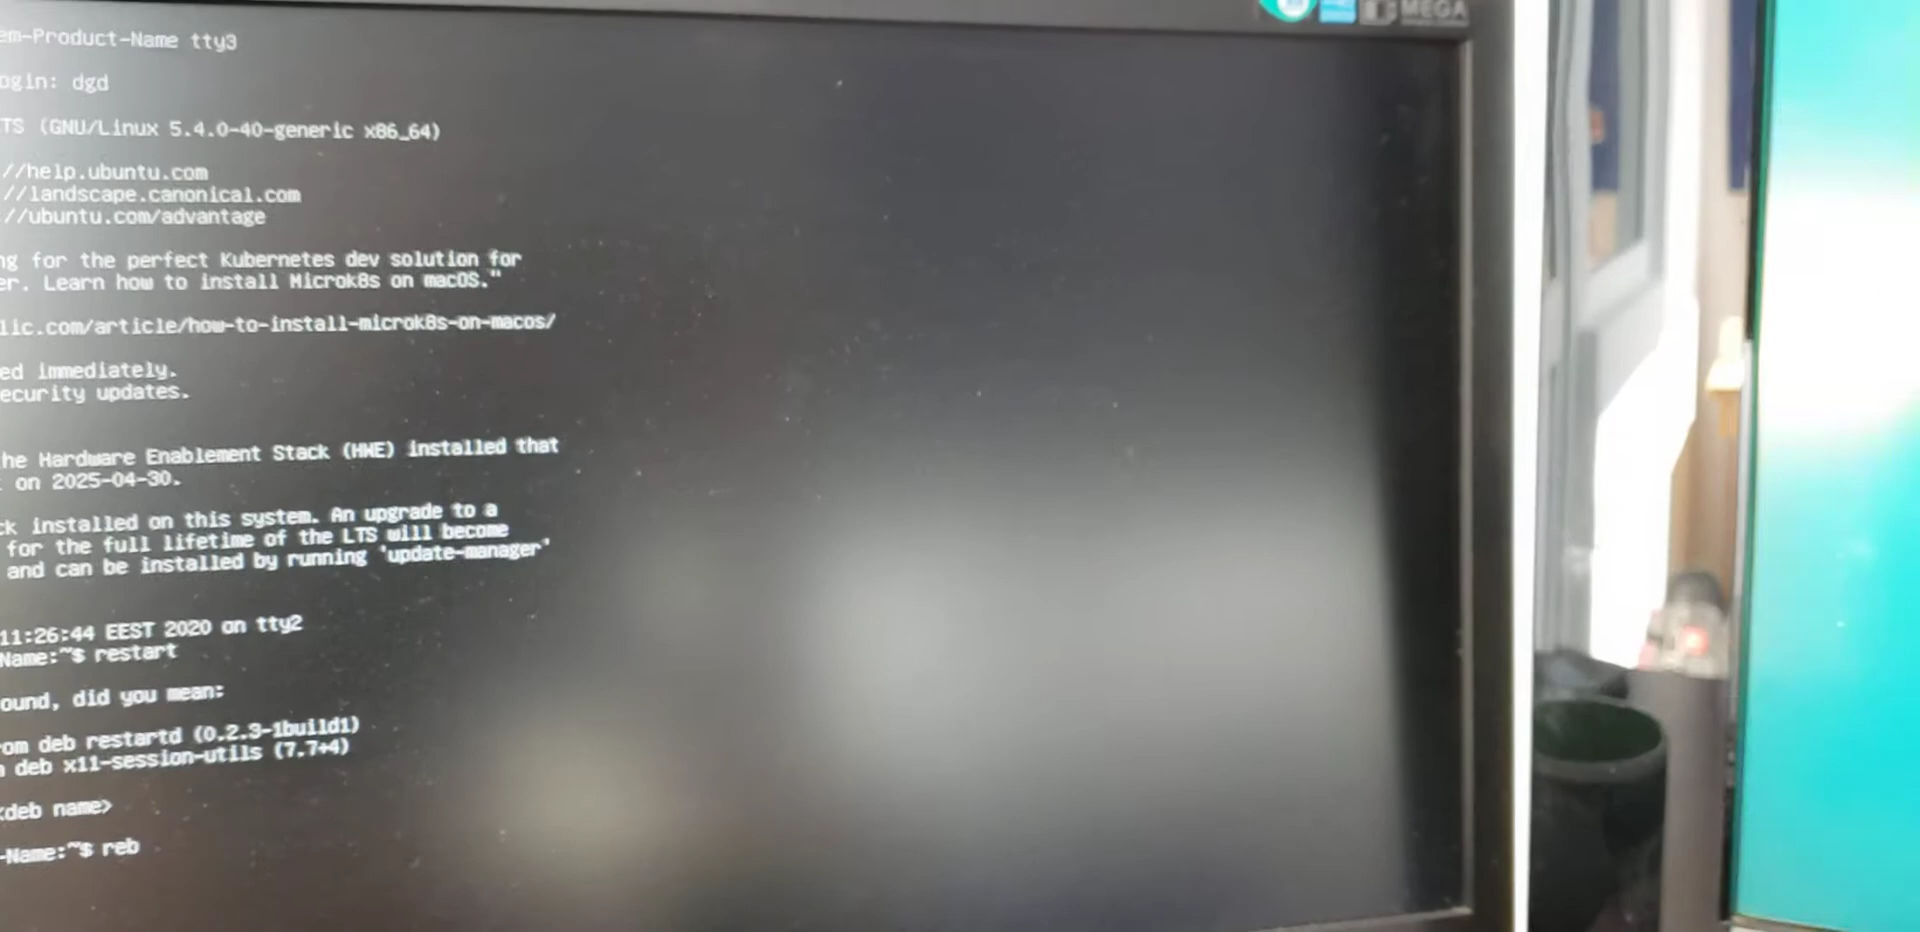 MEGA
em-Product-Name tty3
ogin: dgd
TS (GNU/Linux 5.4.0-40-generic x86_64)
://help.ubuntu.com
://landscape.canonical.com
://ubuntu.com/advantage
ng for the perfect Kubernetes dev solution for
er. Learn how to install Microk8s on macOS."
lic.com/article/how-to-install-microk8s-on-macos/
ed immediately.
ecurity updates.
he Hardware Enablement Stack (HWE) installed that
on 2025-04-30.
ck installed on this system. An upgrade to a
for the full lifetime of the LTS will become
and can be installed by running 'update-manager'
11:26:44 EEST 2020 on tty2
Name:~$ restart
ound, did you mean:
om deb restartd (0.2.3-1build1)
deb x11-session-utils (7.7+4)
<deb name>
-Name:~$ reb